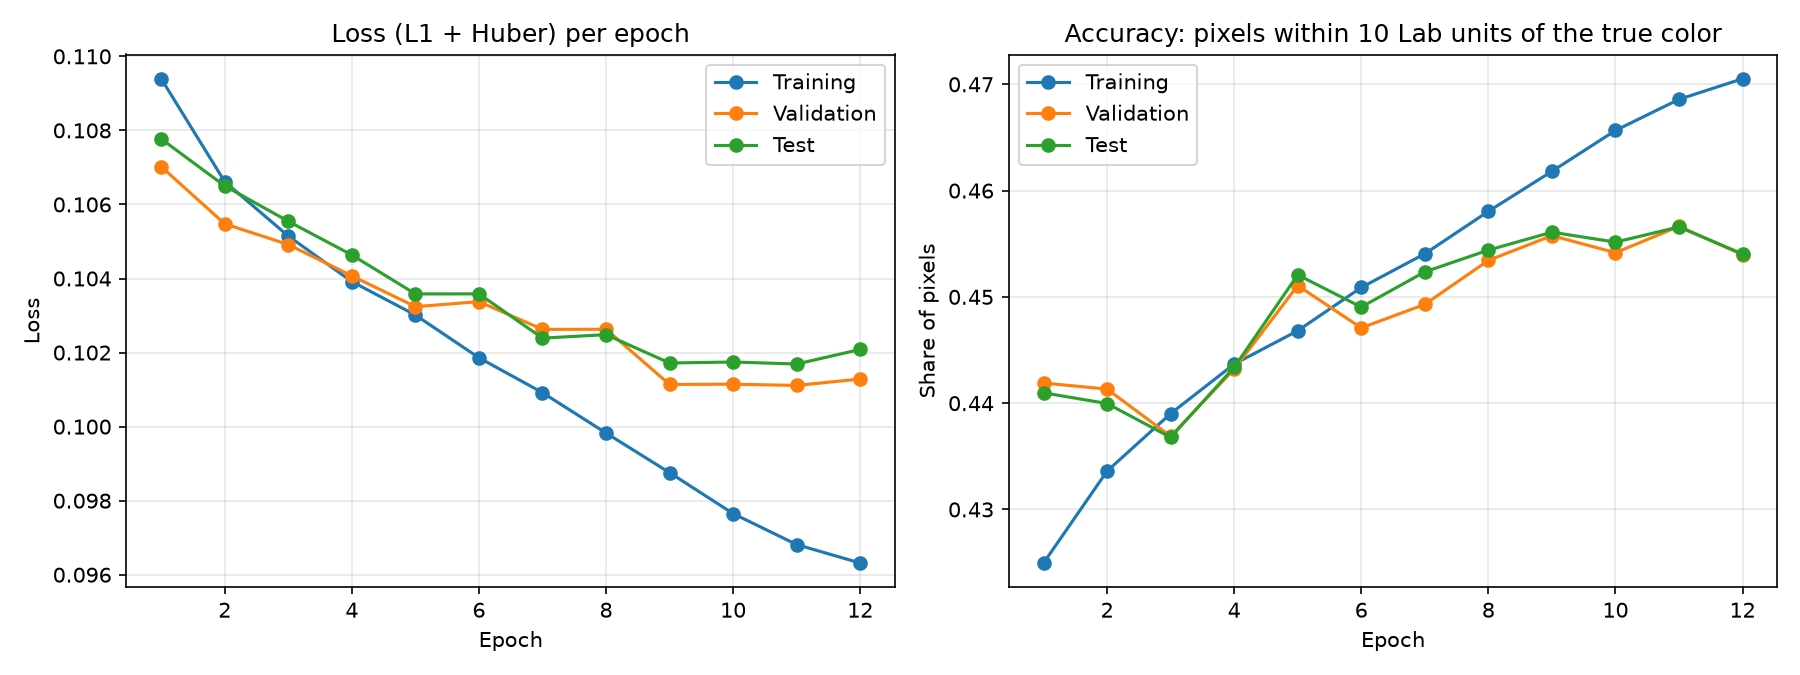 Loss (L1 + Huber) per epoch
0.110
0.108
0.106
0.104
0.102
0.100
0.098
0.096
Loss
2
4
6
8
10
12
Epoch
Training
Validation
Test
Accuracy: pixels within 10 Lab units of the true color
0.47
0.46
0.45
0.44
0.43
Share of pixels
2
4
6
8
10
12
Epoch
Training
Validation
Test